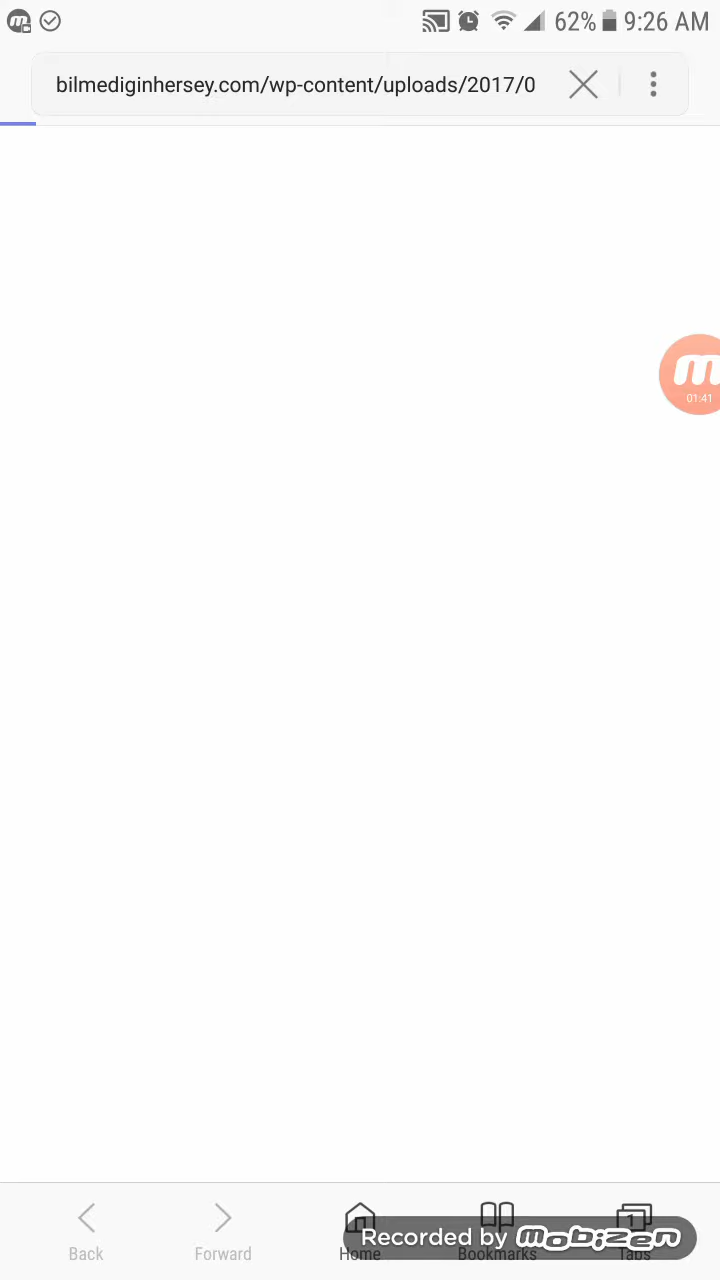 62% 9:26 AM
bilmediginhersey.com/wp-content/uploads/2017/0
m
01:41
1
Back Forward Home Bookmarks Tabs
Recorded by mobizen